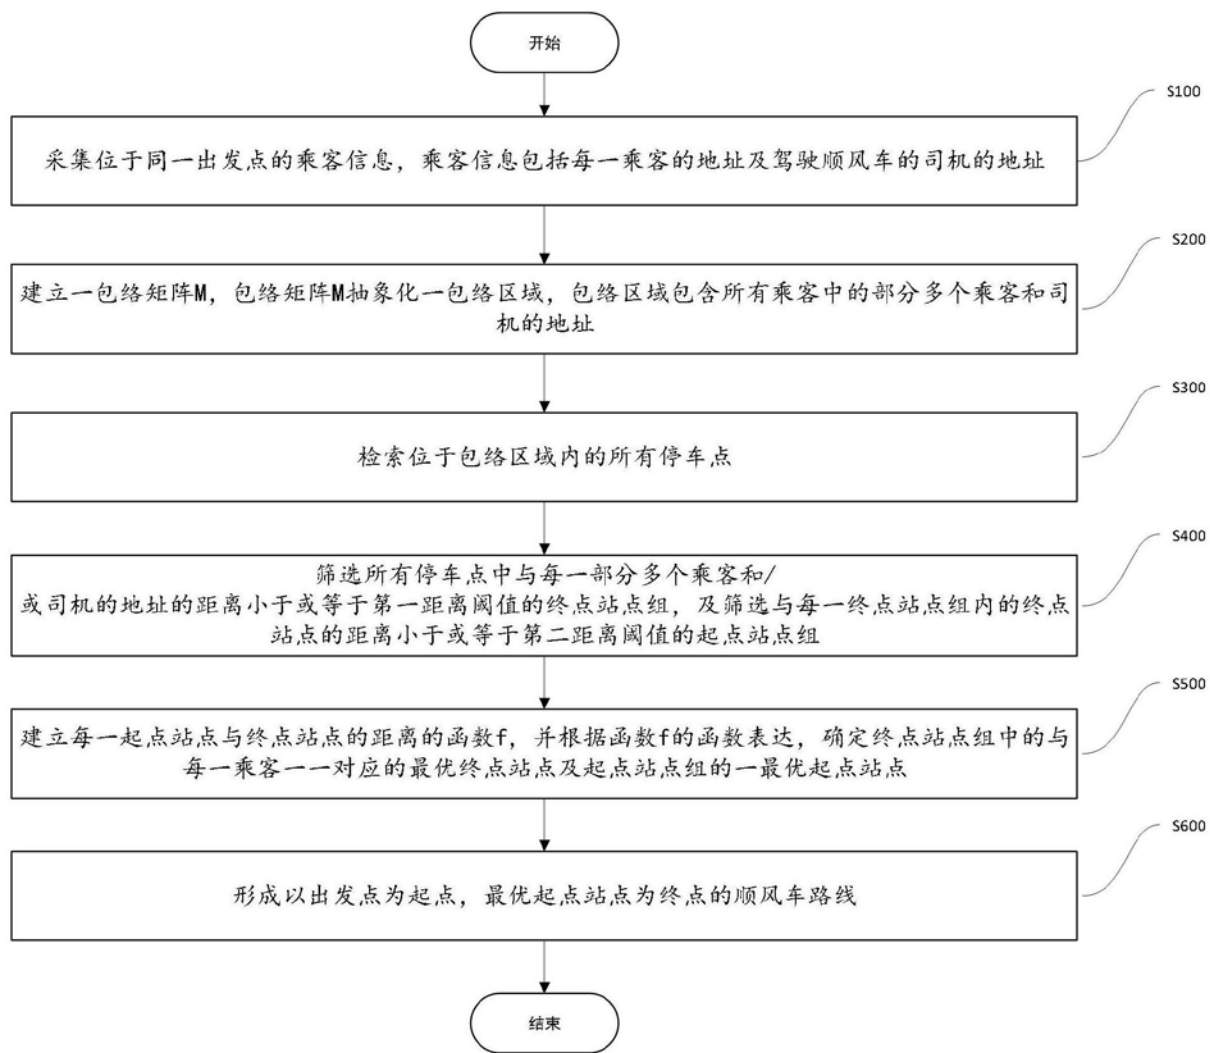 开始
S100
采集位于同一出发点的乘客信息，乘客信息包括每一乘客的地址及驾驶顺风车的司机的地址
S200
建立一包络矩阵M，包络矩阵M抽象化一包络区域，包络区域包含所有乘客中的部分多个乘客和司
机的地址
S300
检索位于包络区域内的所有停车点
S400
筛选所有停车点中与每一部分多个乘客和/
或司机的地址的距离小于或等于第一距离阈值的终点站点组，及筛选与每一终点站点组内的终点
站点的距离小于或等于第二距离阈值的起点站点组
S500
建立每一起点站点与终点站点的距离的函数f，并根据函数f的函数表达，确定终点站点组中的与
每一乘客一一对应的最优终点站点及起点站点组的一最优起点站点
S600
形成以出发点为起点，最优起点站点为终点的顺风车路线
结束